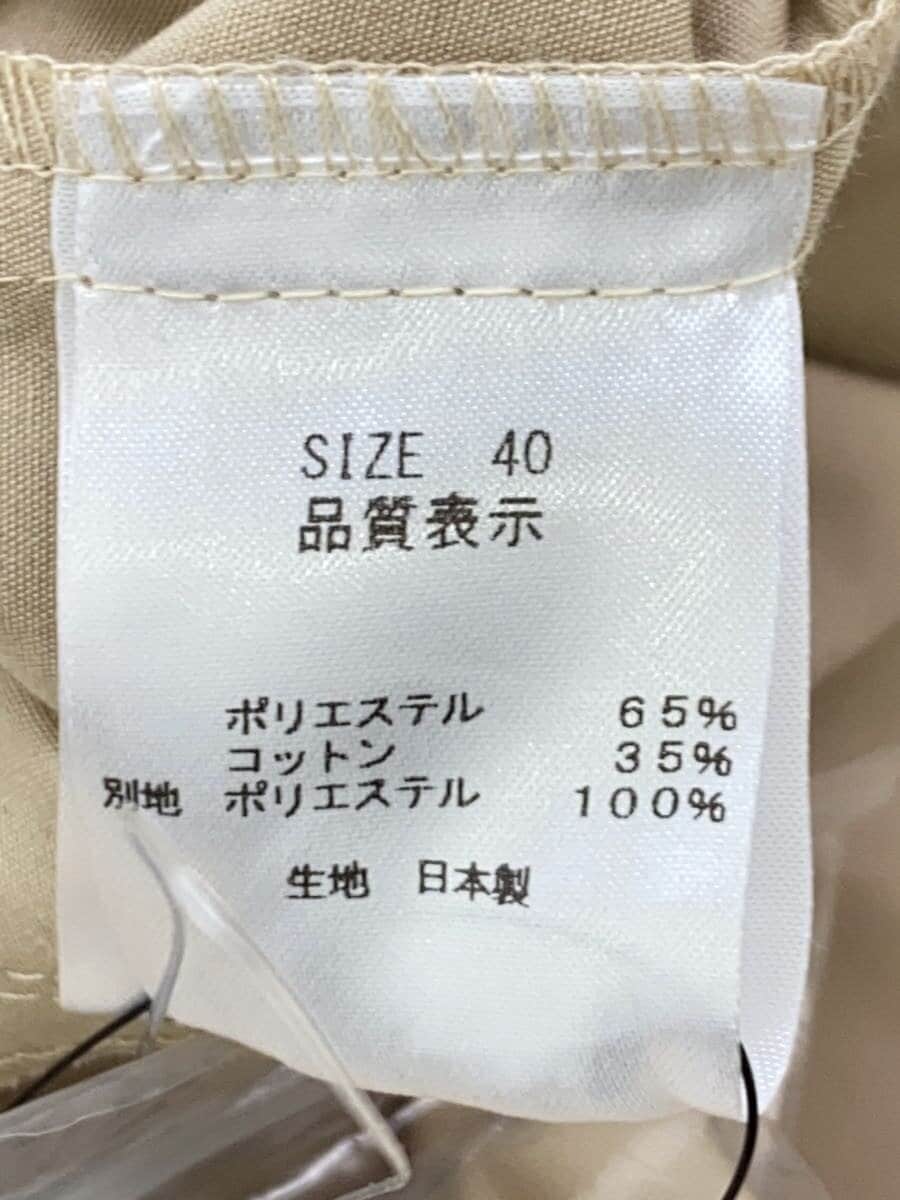 SIZE 40
品質表示
ポリエステル 65%
コットン 35%
別地 ポリエステル 100%
生地 日本製